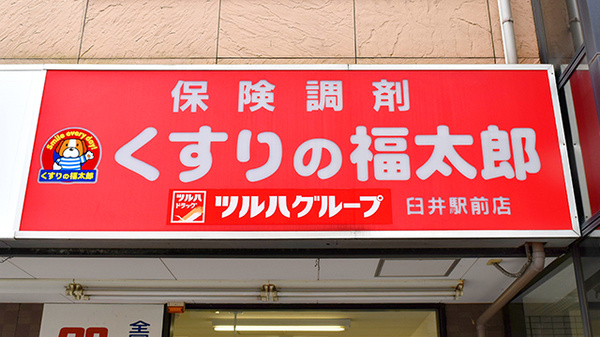 保険調剤
Smile every day!
くすりの福太郎
くすりの福太郎
ツルハ
ドラッグ
ツルハグループ
臼井駅前店